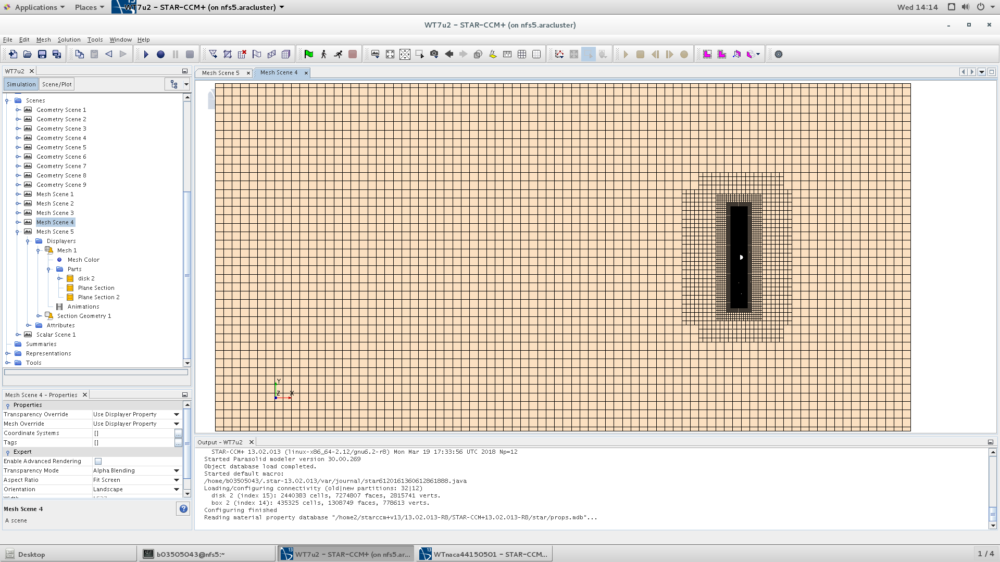 Applications Places WT7u2 - STAR-CCM+ (on nfs5.aracluster) Wed 14:14
WT7u2 - STAR-CCM+ (on nfs5.aracluster)
File Edit Mesh Solution Tools Window Help
WT7u2
Simulation Scene/Plot
Scenes
Geometry Scene 1
Geometry Scene 2
Geometry Scene 3
Geometry Scene 4
Geometry Scene 5
Geometry Scene 6
Geometry Scene 7
Geometry Scene 8
Geometry Scene 9
Mesh Scene 1
Mesh Scene 2
Mesh Scene 3
Mesh Scene 4
Mesh Scene 5
Displayers
Mesh 1
Mesh Color
Parts
disk 2
Plane Section
Plane Section 2
Animations
Section Geometry 1
Attributes
Scalar Scene 1
Summaries
Representations
Tools
Mesh Scene 4 - Properties
Properties
Transparency Override Use Displayer Property
Mesh Override Use Displayer Property
Coordinate Systems []
Tags []
Expert
Enable Advanced Rendering
Transparency Mode Alpha Blending
Aspect Ratio Fit Screen
Orientation Landscape
Mesh Scene 4
A scene
Mesh Scene 5 Mesh Scene 4
Y
Z X
Output - WT7u2
STAR-CCM+ 13.02.013 (linux-x86_64-2.12/gnu6.2-r8) Mon Mar 19 17:33:56 UTC 2018 Np=12
Started Parasolid modeler version 30.00.269
Object database load completed.
Started default macro:
/home/b03505043/.star-13.02.013/var/journal/star6120161360612861888.java
Loading/configuring connectivity (old|new partitions: 32|12)
disk 2 (index 15): 2440383 cells, 7274807 faces, 2815741 verts.
box 2 (index 14): 435325 cells, 1308749 faces, 778613 verts.
Configuring finished
Reading material property database "/home2/starccm+v13/13.02.013-R8/STAR-CCM+13.02.013-R8/star/props.mdb"...
Desktop b03505043@nfs5:~ 13 WT7u2 - STAR-CCM+ (on nfs5.ar... 13 WTnaca44150501 - STAR-CCM... 1 / 4